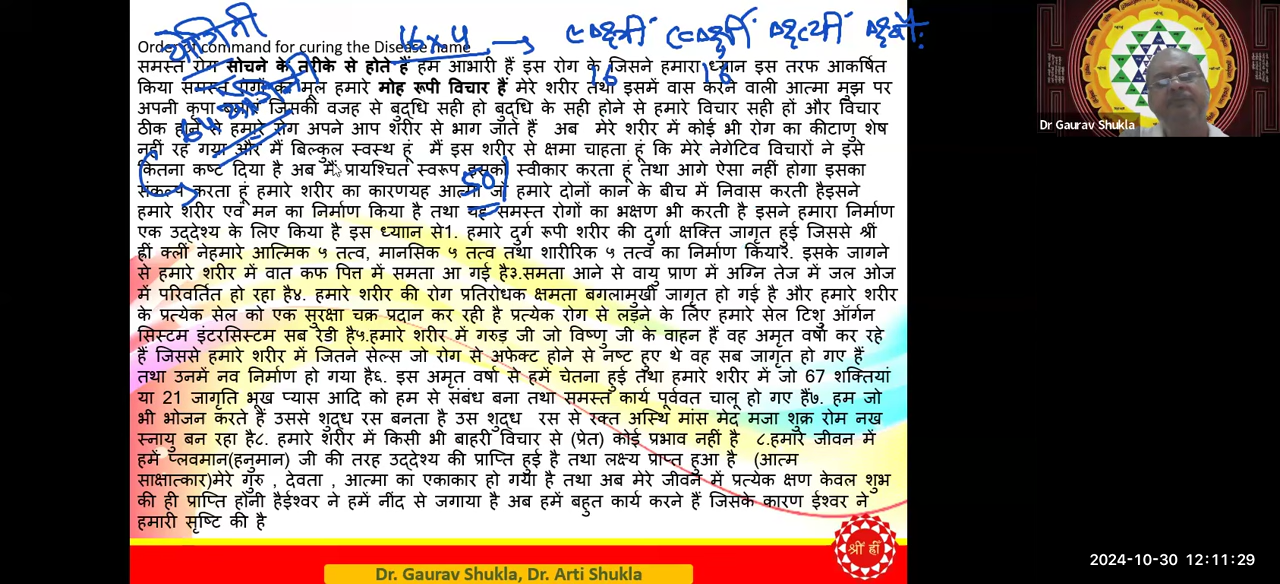 Order of command for curing the Disease name
16 x 4 →
समस्त रोग सोचने के तरीके से होते हैं हम आभारी हैं इस रोग के जिसने हमारा ध्यान इस तरफ आकर्षित
16 16
किया समस्त रोगों का मूल हमारे मोह रूपी विचार हैं मेरे शरीर तथा इसमें वास करने वाली आत्मा मुझ पर
अपनी कृपा जिसकी वजह से बुद्धि सही हो बुद्धि के सही होने से हमारे विचार सही हों और विचार
ठीक होने से हमारे रोग अपने आप शरीर से भाग जाते हैं अब मेरे शरीर में कोई भी रोग का कीटाणु शेष
नहीं रह गया और मैं बिल्कुल स्वस्थ हूं मैं इस शरीर से क्षमा चाहता हूं कि मेरे नेगेटिव विचारों ने इसे
कितना कष्ट दिया है अब मैं प्रायश्चित स्वरूप इसको स्वीकार करता हूं तथा आगे ऐसा नहीं होगा इसका
50
संकल्प करता हूं हमारे शरीर का कारणयह आत्मा जो हमारे दोनों कान के बीच में निवास करती हैइसने
हमारे शरीर एवं मन का निर्माण किया है तथा यह समस्त रोगों का भक्षण भी करती है इसने हमारा निर्माण
एक उद्देश्य के लिए किया है इस ध्याान से1. हमारे दुर्ग रूपी शरीर की दुर्गा क्षक्ति जागृत हुई जिससे श्रीं
ह्रीं क्लीं नेहमारे आत्मिक ५ तत्व, मानसिक ५ तत्व तथा शारीरिक ५ तत्व का निर्माण किया२. इसके जागने
से हमारे शरीर में वात कफ पित्त में समता आ गई है३.समता आने से वायु प्राण में अग्नि तेज में जल ओज
में परिवर्तित हो रहा है४. हमारे शरीर की रोग प्रतिरोधक क्षमता बगलामुखी जागृत हो गई है और हमारे शरीर
के प्रत्येक सेल को एक सुरक्षा चक्र प्रदान कर रही है प्रत्येक रोग से लड़ने के लिए हमारे सेल टिशु ऑर्गन
सिस्टम इंटरसिस्टम सब रेडी है५.हमारे शरीर में गरुड़ जी जो विष्णु जी के वाहन हैं वह अमृत वर्षा कर रहे
हैं जिससे हमारे शरीर में जितने सेल्स जो रोग से अफेक्ट होने से नष्ट हुए थे वह सब जागृत हो गए हैं
तथा उनमें नव निर्माण हो गया है६. इस अमृत वर्षा से हमें चेतना हुई तथा हमारे शरीर में जो 67 शक्तियां
या 21 जागृति भूख प्यास आदि को हम से संबंध बना तथा समस्त कार्य पूर्ववत चालू हो गए हैं७. हम जो
भी भोजन करते हैं उससे शुद्ध रस बनता है उस शुद्ध रस से रक्त अस्थि मांस मेद मजा शुक्र रोम नख
स्नायु बन रहा है८. हमारे शरीर में किसी भी बाहरी विचार से (प्रेत) कोई प्रभाव नहीं है ८.हमारे जीवन में
हमें प्लवमान(हनुमान) जी की तरह उद्देश्य की प्राप्ति हुई है तथा लक्ष्य प्राप्त हुआ है (आत्म
साक्षात्कार)मेरे गुरु , देवता , आत्मा का एकाकार हो गया है तथा अब मेरे जीवन में प्रत्येक क्षण केवल शुभ
की ही प्राप्ति होनी हैईश्वर ने हमें नींद से जगाया है अब हमें बहुत कार्य करने हैं जिसके कारण ईश्वर ने
हमारी सृष्टि की है
श्रीं ह्रीं
Dr. Gaurav Shukla, Dr. Arti Shukla
Dr Gaurav Shukla
2024-10-30 12:11:29